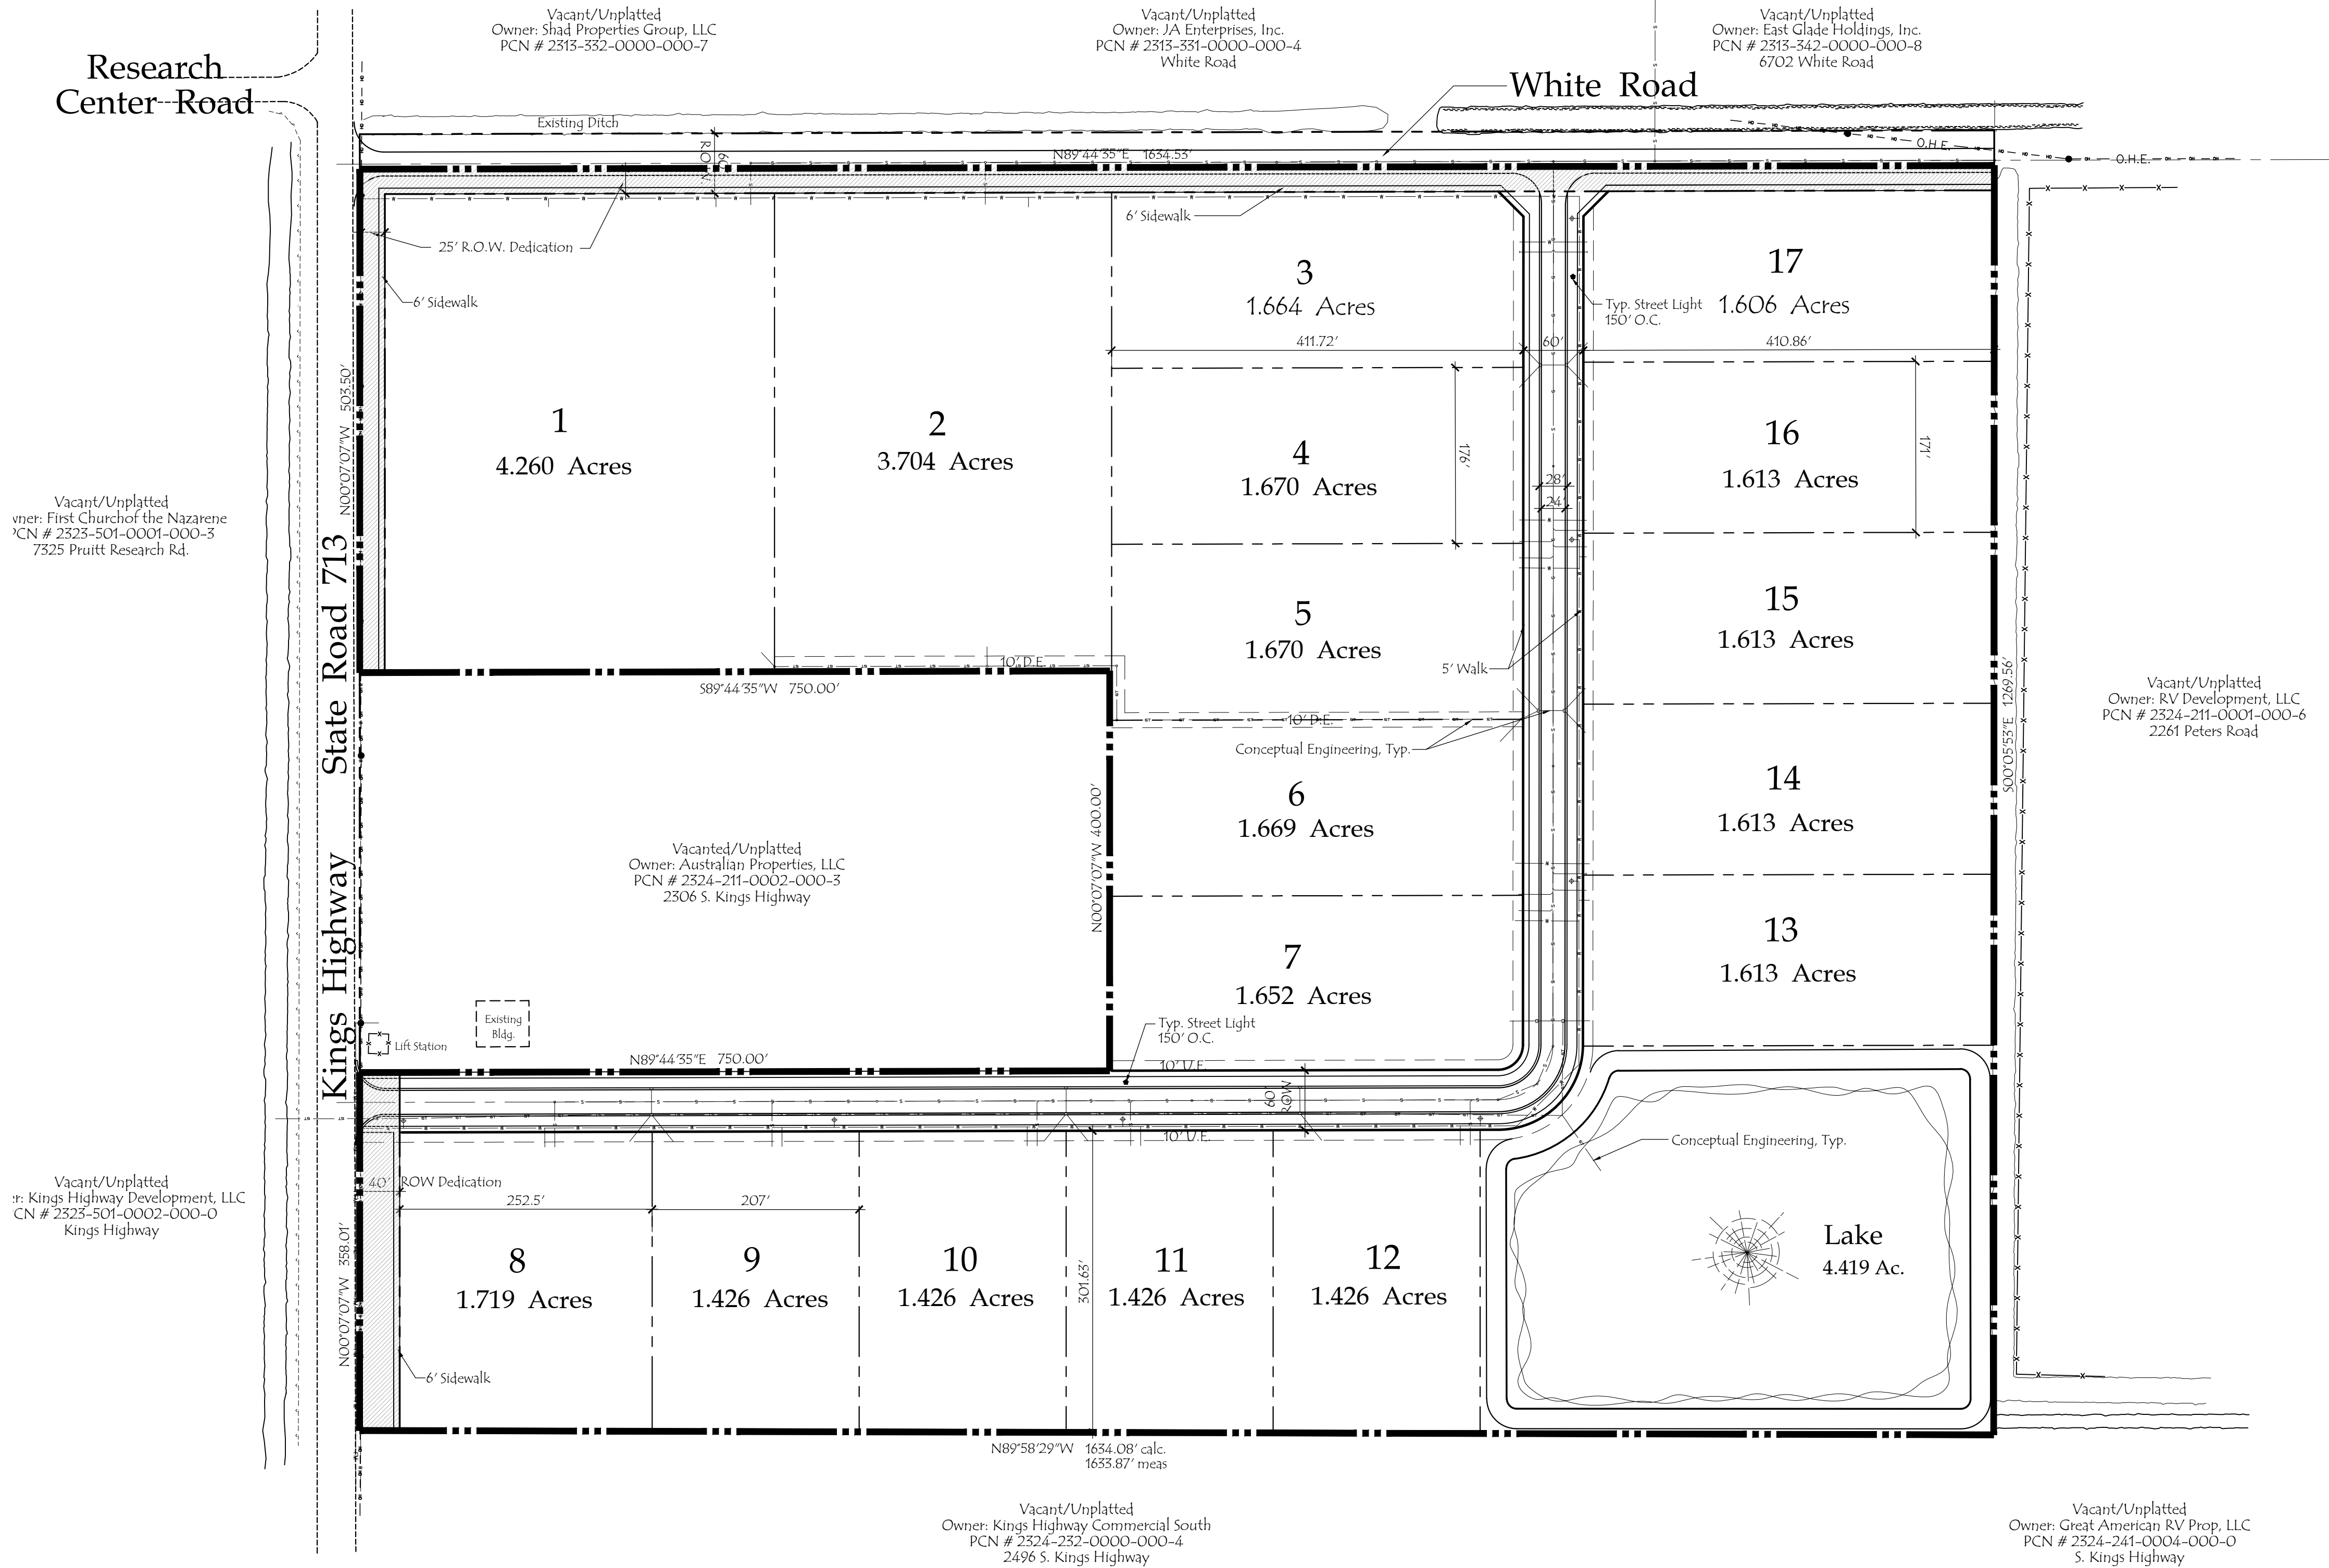 Vacant/Unplatted
Owner: Shad Properties Group, LLC
PCN # 2313-332-0000-000-7
Vacant/Unplatted
Owner: JA Enterprises, Inc.
PCN # 2313-331-0000-000-4
White Road
Vacant/Unplatted
Owner: East Glade Holdings, Inc.
PCN # 2313-342-0000-000-8
6702 White Road
Research
Center Road
White Road
Existing Ditch
60'
R.O.W.
N89°44'35"E 1634.53'
O.H.E.
O.H.E.
25' R.O.W. Dedication
6' Sidewalk
6' Sidewalk
3
1.664 Acres
411.72'
60'
Typ. Street Light
150' O.C.
17
1.606 Acres
410.86'
N00°07'07"W 503.50'
1
4.260 Acres
2
3.704 Acres
4
1.670 Acres
176'
28'
24'
16
1.613 Acres
171'
Vacant/Unplatted
wner: First Churchof the Nazarene
PCN # 2323-501-0001-000-3
7325 Pruitt Research Rd.
5
1.670 Acres
5' Walk
15
1.613 Acres
Kings Highway State Road 713
10' D.E.
S89°44'35"W 750.00'
10' D.E.
Conceptual Engineering, Typ.
S00°05'53"E 1269.56'
Vacant/Unplatted
Owner: RV Development, LLC
PCN # 2324-211-0001-000-6
2261 Peters Road
N00°07'07"W 400.00'
6
1.669 Acres
14
1.613 Acres
Vacanted/Unplatted
Owner: Australian Properties, LLC
PCN # 2324-211-0002-000-3
2306 S. Kings Highway
7
1.652 Acres
13
1.613 Acres
Existing
Bldg.
Lift Station
Typ. Street Light
150' O.C.
N89°44'35"E 750.00'
10' U.E.
60'
ROW
10' U.E.
Conceptual Engineering, Typ.
Vacant/Unplatted
er: Kings Highway Development, LLC
CN # 2323-501-0002-000-0
Kings Highway
40' ROW Dedication
252.5'
207'
N00°07'07"W 358.01'
8
1.719 Acres
9
1.426 Acres
10
1.426 Acres
301.63'
11
1.426 Acres
12
1.426 Acres
Lake
4.419 Ac.
6' Sidewalk
N89°58'29"W 1634.08' calc.
1633.87' meas
Vacant/Unplatted
Owner: Kings Highway Commercial South
PCN # 2324-232-0000-000-4
2496 S. Kings Highway
Vacant/Unplatted
Owner: Great American RV Prop, LLC
PCN # 2324-241-0004-000-0
S. Kings Highway